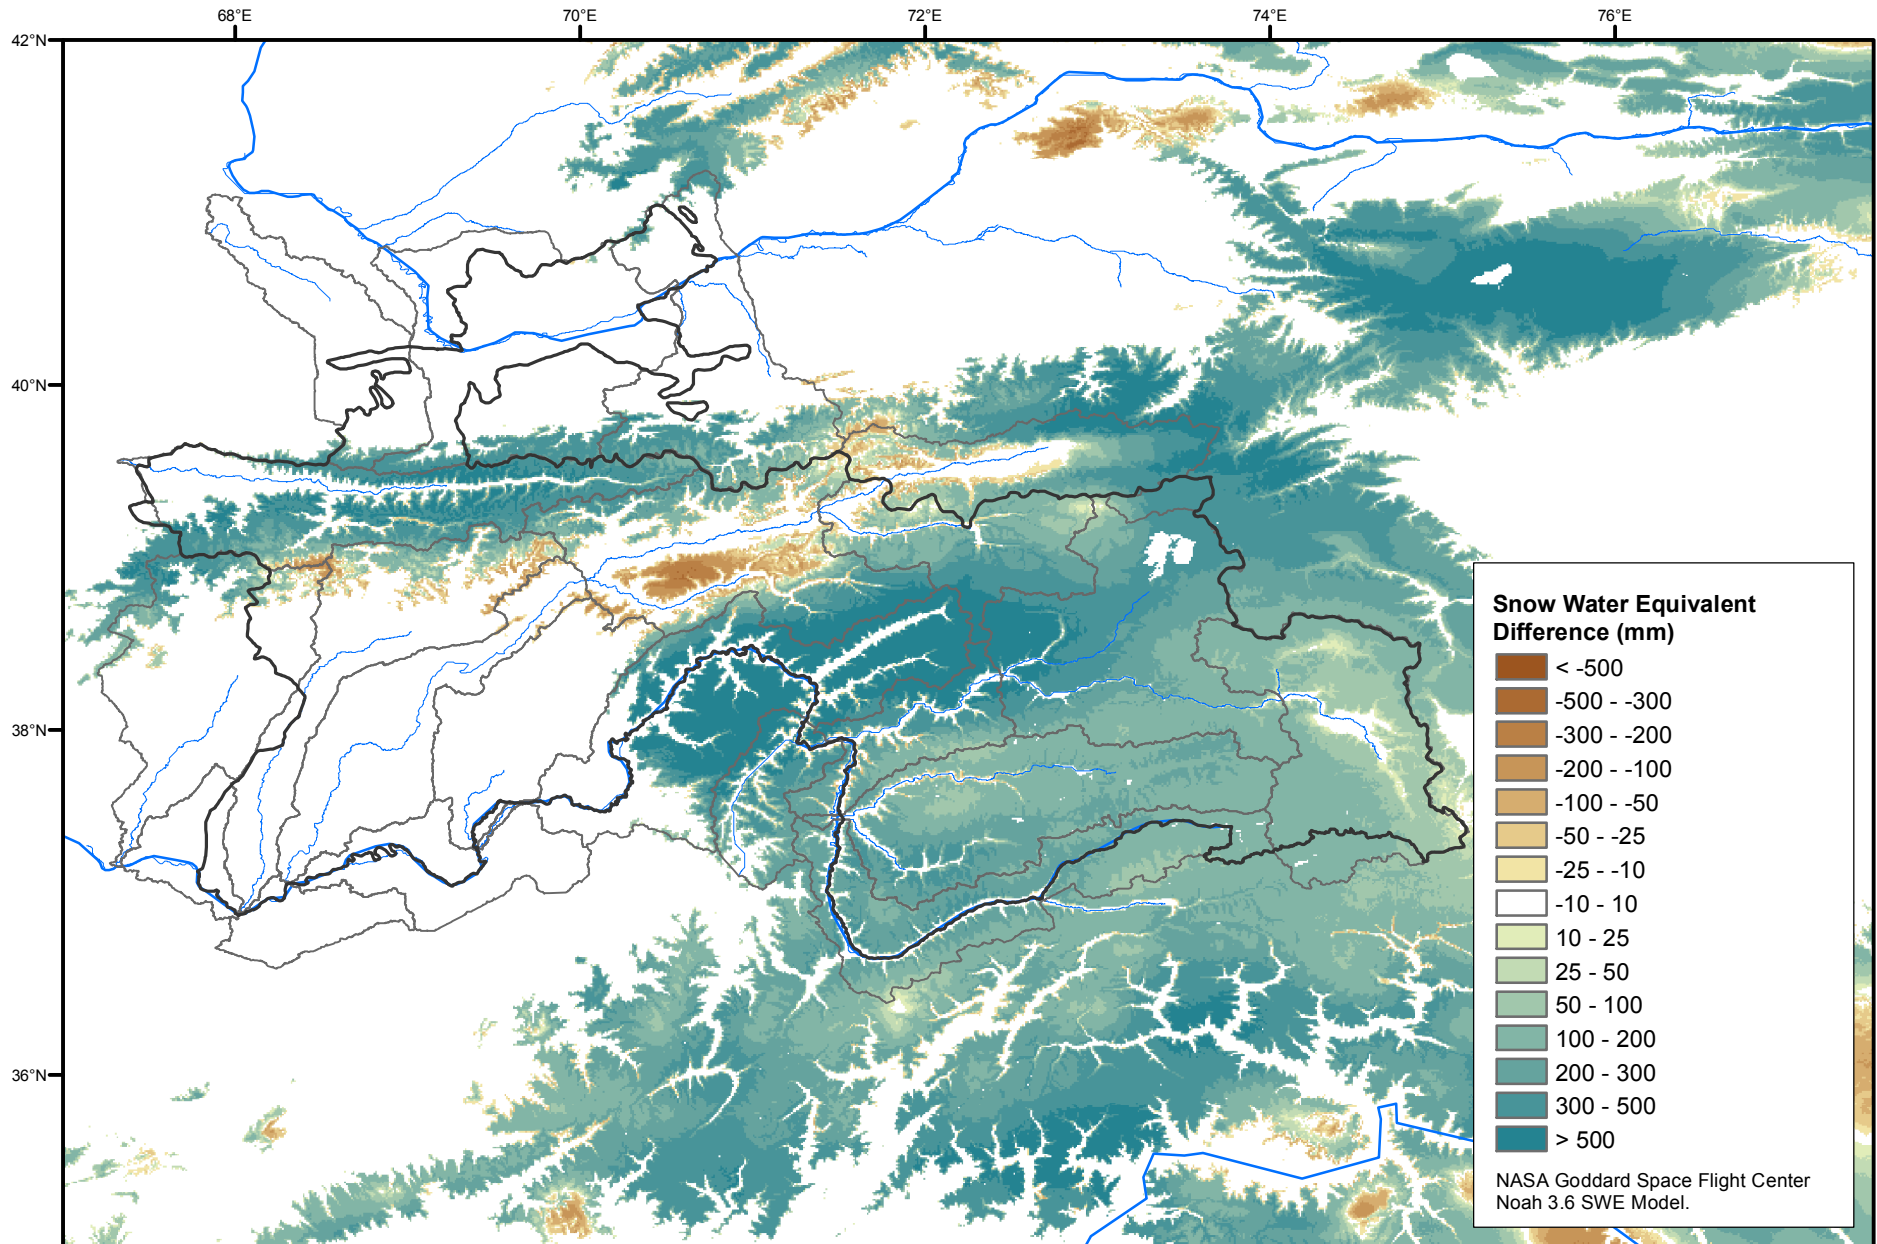 68°E
70°E
72°E
74°E
76°E
42°N
40°N
38°N
36°N
Snow Water Equivalent
Difference (mm)
< -500
-500 - -300
-300 - -200
-200 - -100
-100 - -50
-50 - -25
-25 - -10
-10 - 10
10 - 25
25 - 50
50 - 100
100 - 200
200 - 300
300 - 500
> 500
NASA Goddard Space Flight Center
Noah 3.6 SWE Model.